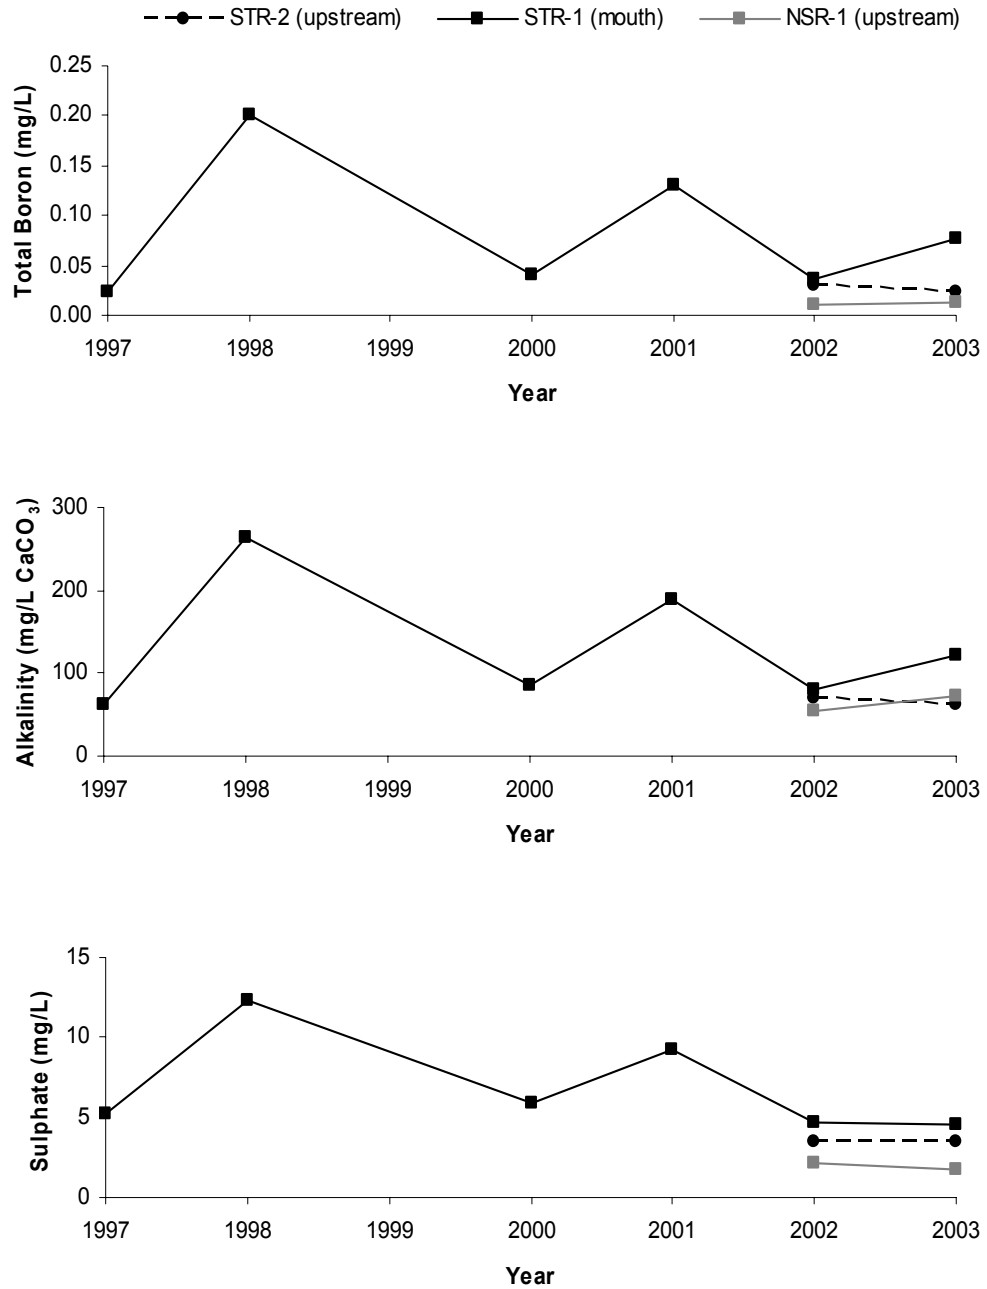 STR-2 (upstream) STR-1 (mouth) NSR-1 (upstream)
Total Boron (mg/L)
0.25
0.20
0.15
0.10
0.05
0.00
1997 1998 1999 2000 2001 2002 2003
Year
Alkalinity (mg/L CaCO₃)
300
200
100
0
1997 1998 1999 2000 2001 2002 2003
Year
Sulphate (mg/L)
15
10
5
0
1997 1998 1999 2000 2001 2002 2003
Year